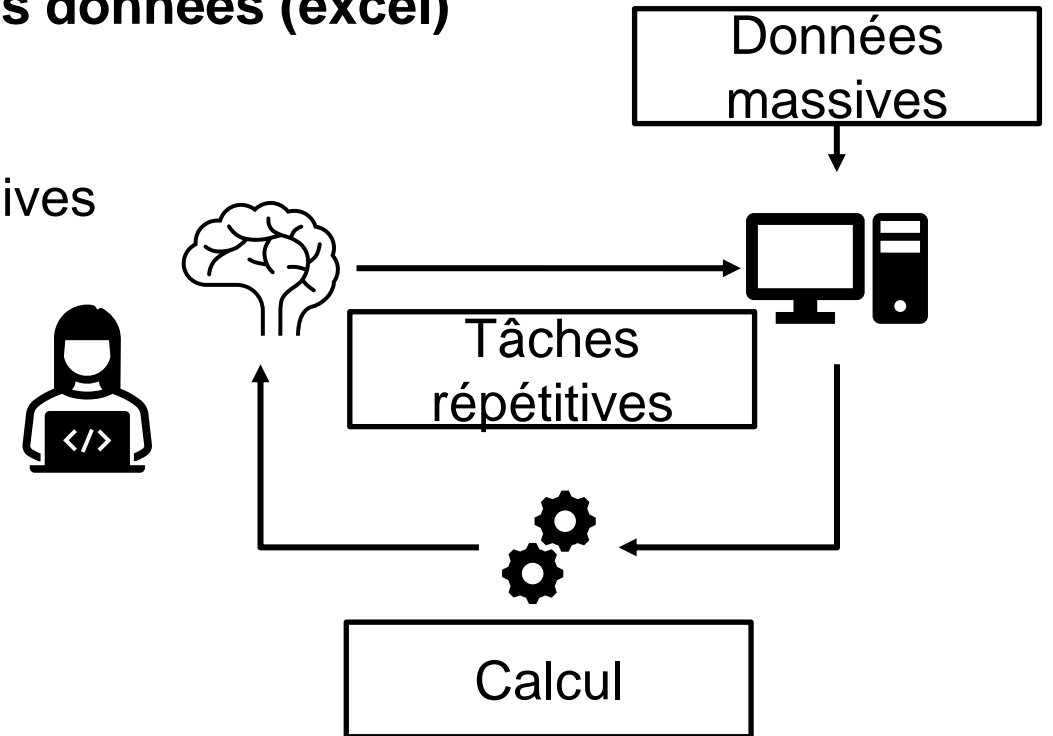 s données (excel)
Données
massives
ives
Tâches
répétitives
</>
Calcul